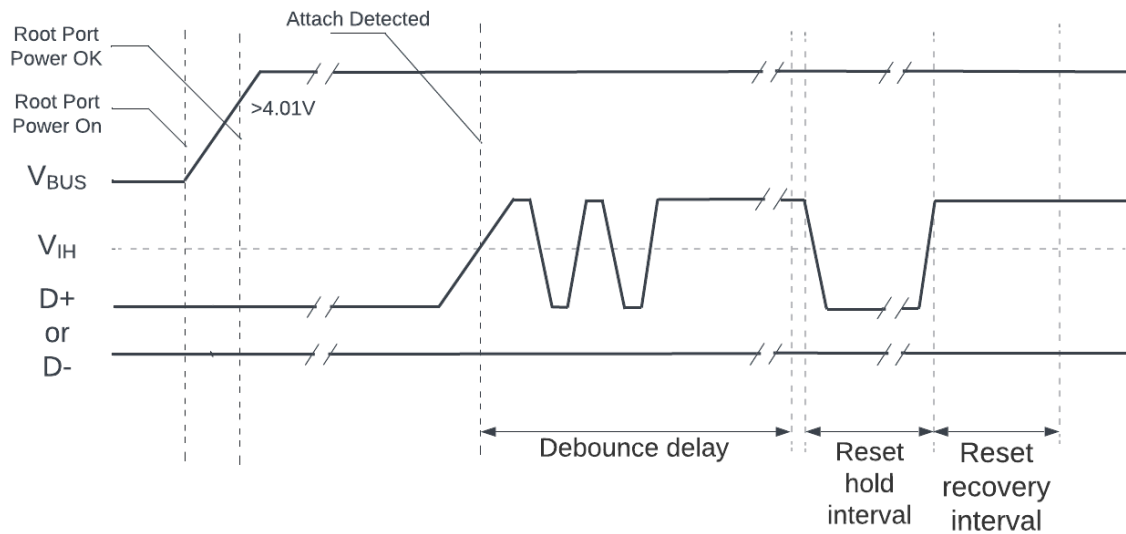 Attach Detected
Root Port
Power OK
>4.01V
Root Port
Power On
VBUS
VIH
D+
or
D-
Debounce delay
Reset
hold
interval
Reset
recovery
interval